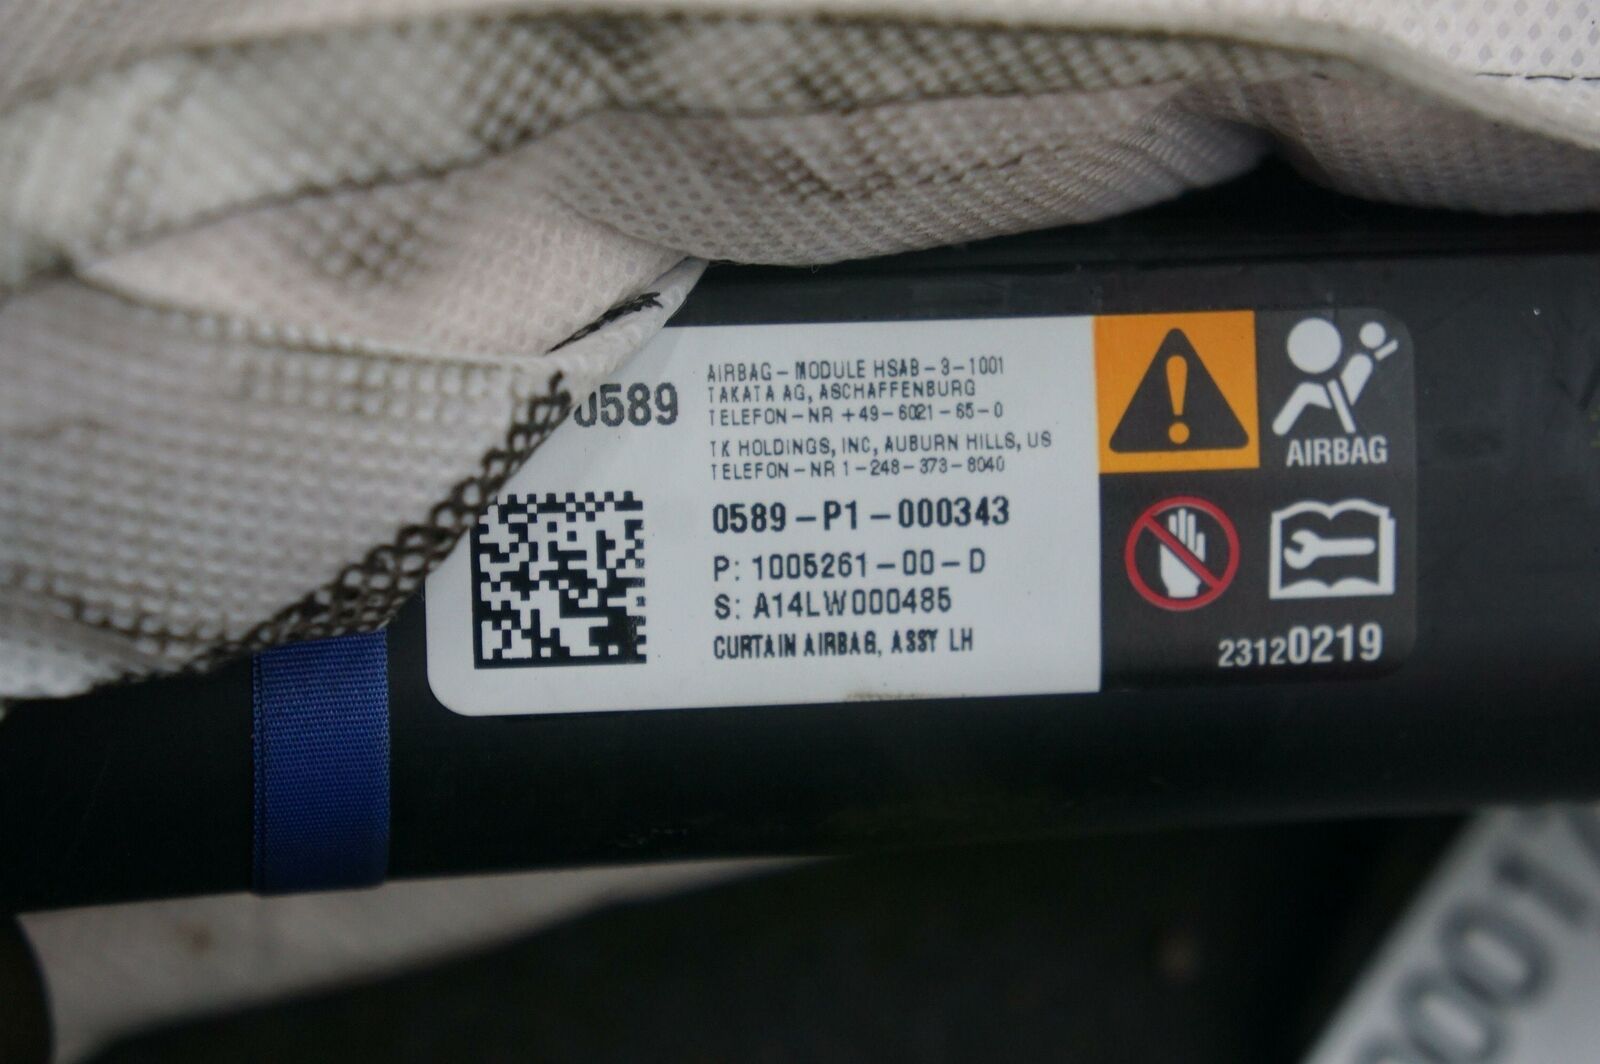 0589
AIRBAG-MODULE HSAB-3-1001
TAKATA AG, ASCHAFFENBURG
TELEFON-NR +49-6021-65-0
TK HOLDINGS, INC, AUBURN HILLS, US
TELEFON-NR 1-248-373-8040
0589-P1-000343
P: 1005261-00-D
S: A14LW000485
CURTAIN AIRBAG, ASSY LH
AIRBAG
23120219